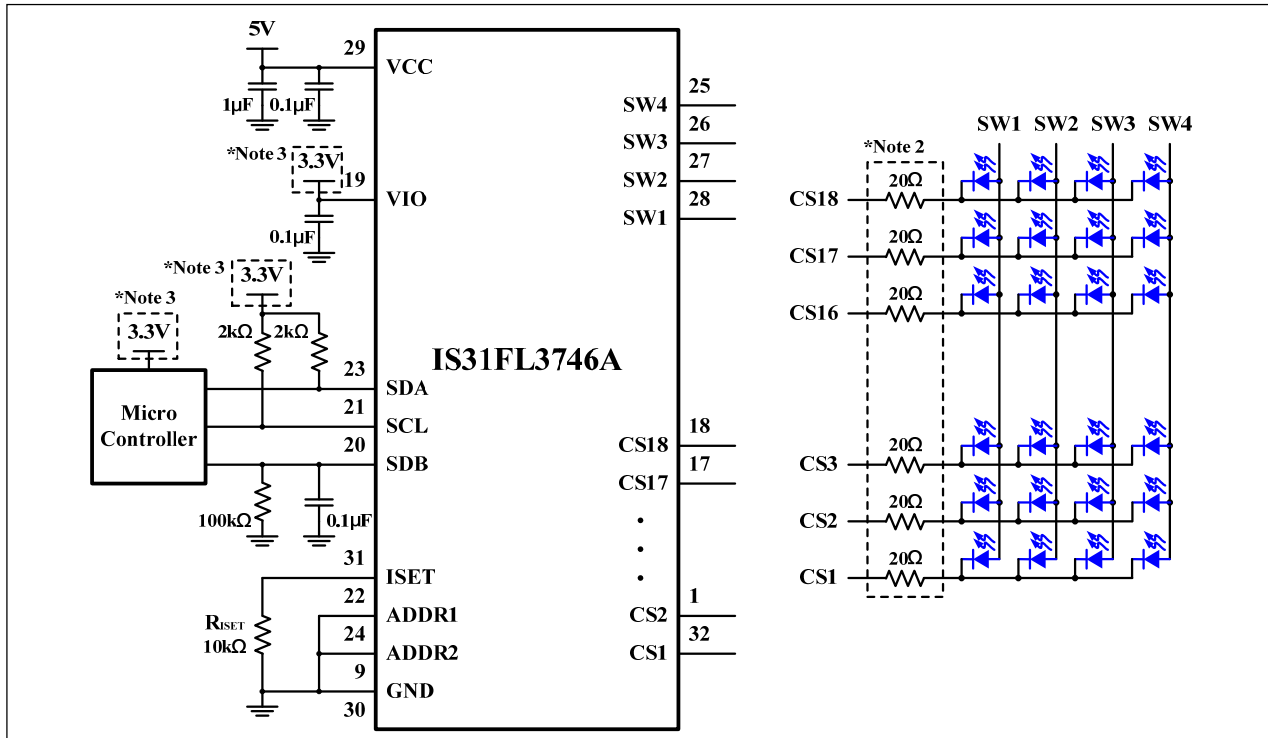 5V
29
VCC
1µF
0.1µF
*Note 3
3.3V
19
VIO
0.1µF
*Note 3
3.3V
*Note 3
3.3V
2kΩ
2kΩ
Micro
Controller
23
SDA
21
SCL
20
SDB
100kΩ
0.1µF
31
ISET
22
ADDR1
24
ADDR2
9
GND
30
RISET
10kΩ
IS31FL3746A
25
SW4
26
SW3
27
SW2
28
SW1
18
CS18
17
CS17
1
CS2
32
CS1
SW1 SW2 SW3 SW4
*Note 2
CS18 20Ω
CS17 20Ω
CS16 20Ω
CS3 20Ω
CS2 20Ω
CS1 20Ω